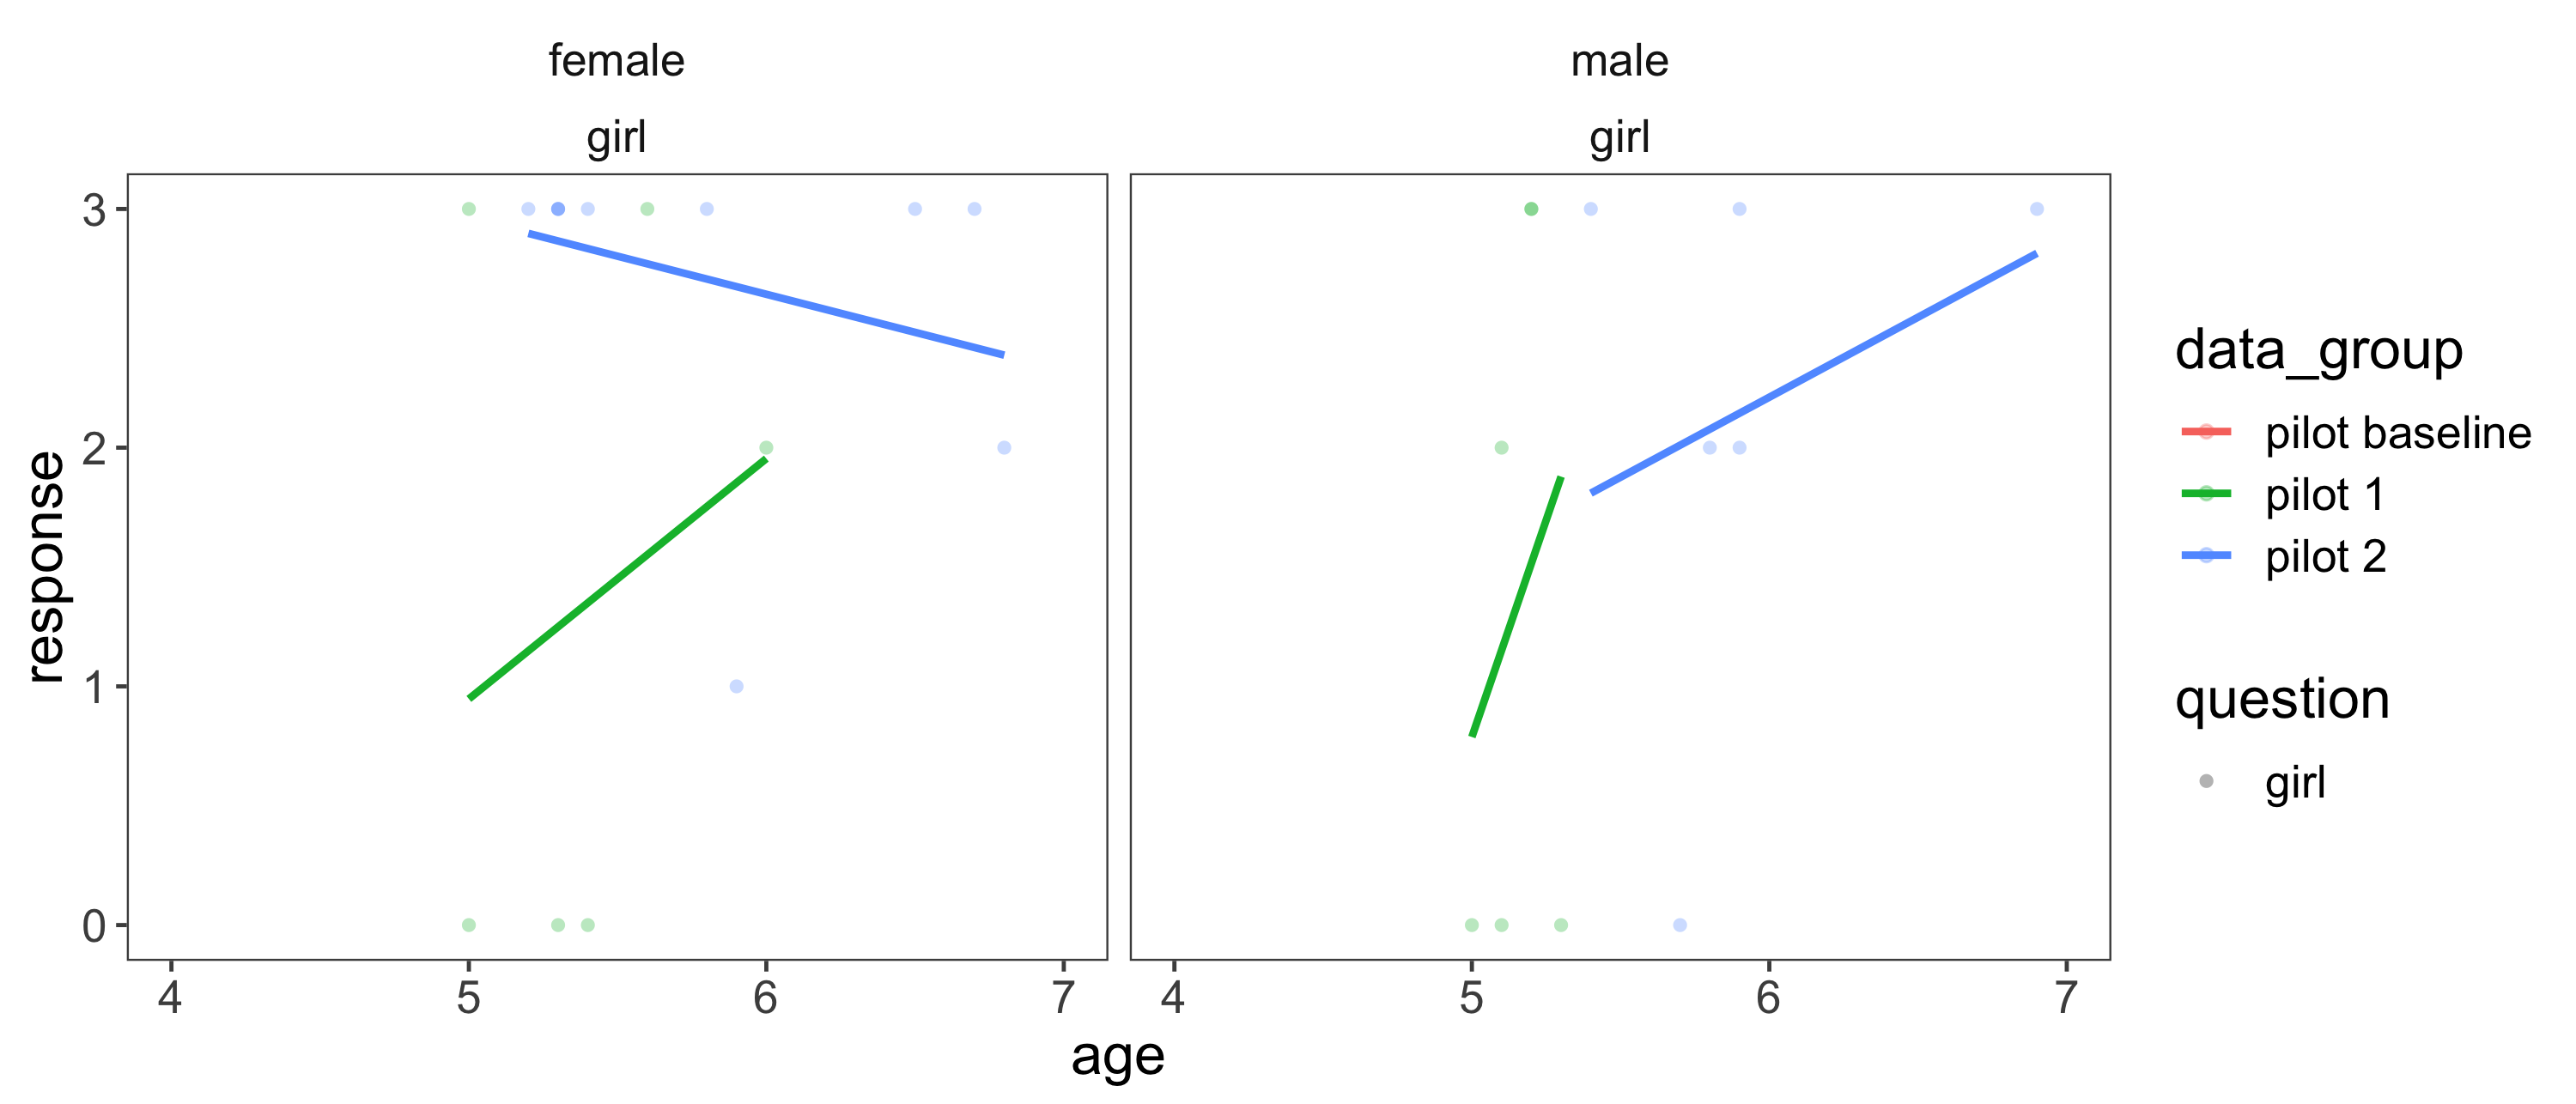 female
male
girl
girl
3
2
1
0
response
4
5
6
7
4
5
6
7
age
data_group
pilot baseline
pilot 1
pilot 2
question
girl